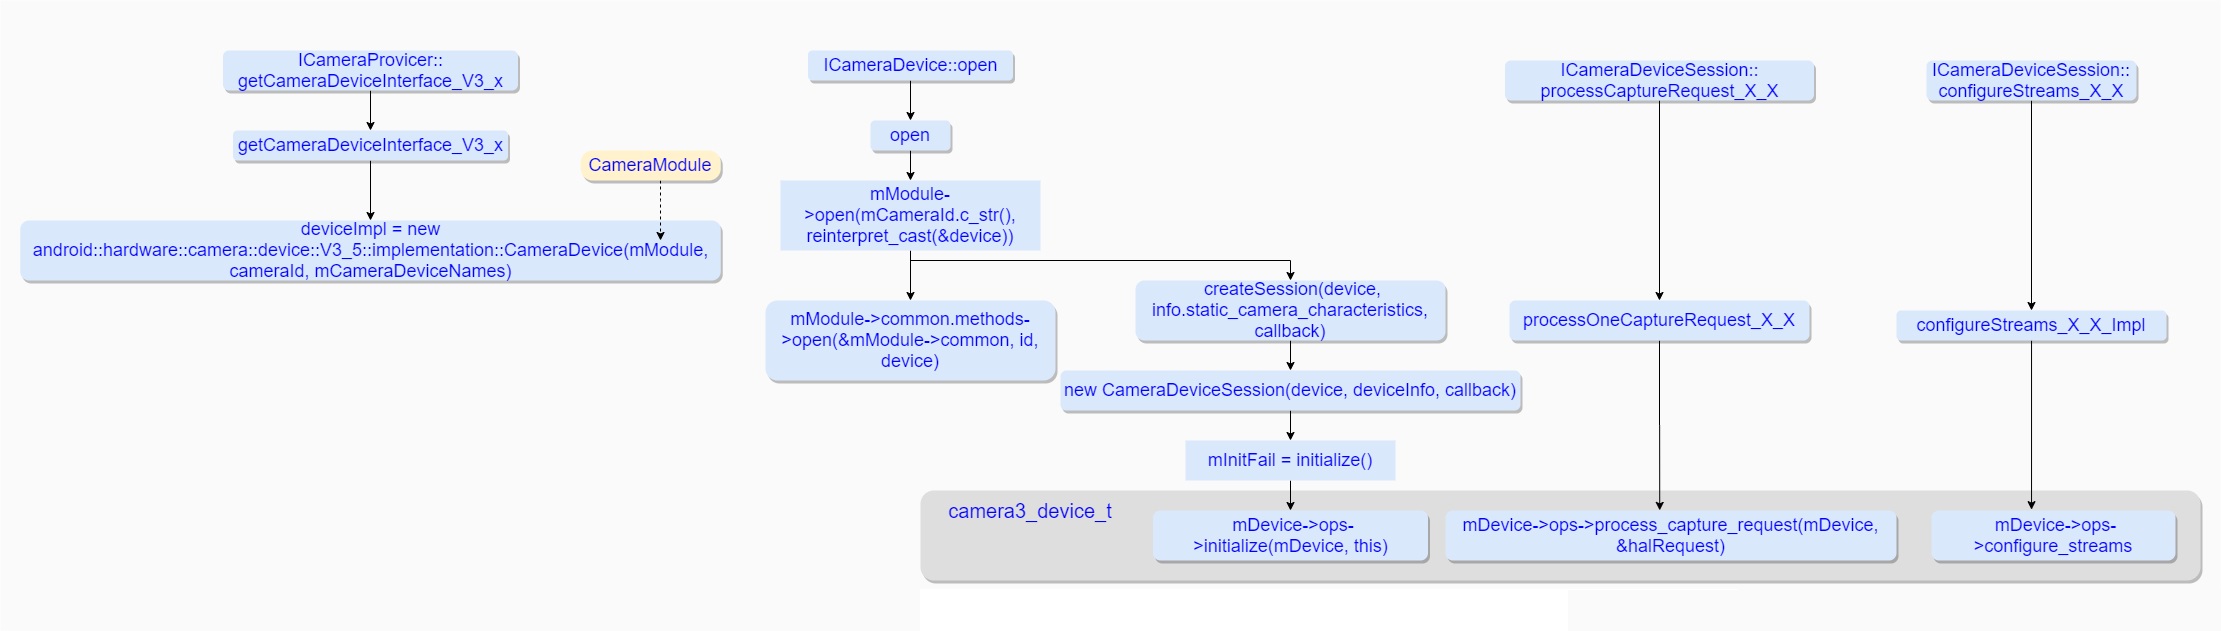 ICameraProvicer::
getCameraDeviceInterface_V3_x
getCameraDeviceInterface_V3_x
CameraModule
deviceImpl = new
android::hardware::camera::device::V3_5::implementation::CameraDevice(mModule,
cameraId, mCameraDeviceNames)
ICameraDevice::open
open
mModule-
>open(mCameraId.c_str(),
reinterpret_cast(&device))
mModule->common.methods-
>open(&mModule->common, id,
device)
createSession(device,
info.static_camera_characteristics,
callback)
new CameraDeviceSession(device, deviceInfo, callback)
mInitFail = initialize()
camera3_device_t
mDevice->ops-
>initialize(mDevice, this)
ICameraDeviceSession::
processCaptureRequest_X_X
processOneCaptureRequest_X_X
mDevice->ops->process_capture_request(mDevice,
&halRequest)
ICameraDeviceSession::
configureStreams_X_X
configureStreams_X_X_Impl
mDevice->ops-
>configure_streams